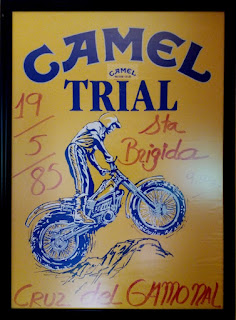 CAMEL
CAMEL
TRIAL
19/5/85
Sta
Brigida
CRUZ del GAMONAL